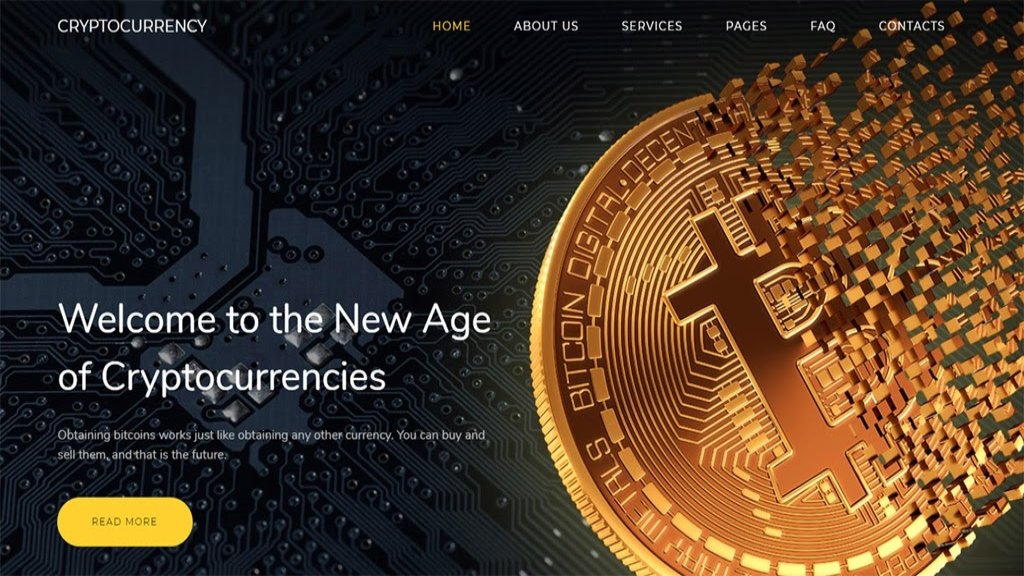 CRYPTOCURRENCY
HOME ABOUT US SERVICES PAGES FAQ CONTACTS
Welcome to the New Age
of Cryptocurrencies
Obtaining bitcoins works just like obtaining any other currency. You can buy and
sell them, and that is the future.
READ MORE
BITCOIN DIGITAL • DECENT